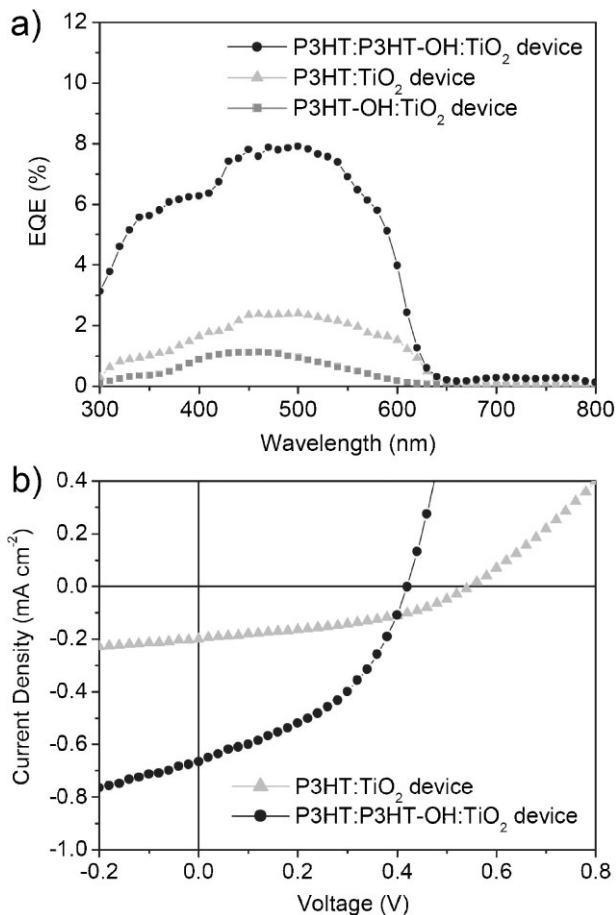 a)
12
10
8
6
4
2
0
EQE (%)
P3HT:P3HT-OH:TiO₂ device
P3HT:TiO₂ device
P3HT-OH:TiO₂ device
300 400 500 600 700 800
Wavelength (nm)
b)
0.4
0.2
0.0
-0.2
-0.4
-0.6
-0.8
-1.0
Current Density (mA cm⁻²)
P3HT:TiO₂ device
P3HT:P3HT-OH:TiO₂ device
-0.2 0.0 0.2 0.4 0.6 0.8
Voltage (V)